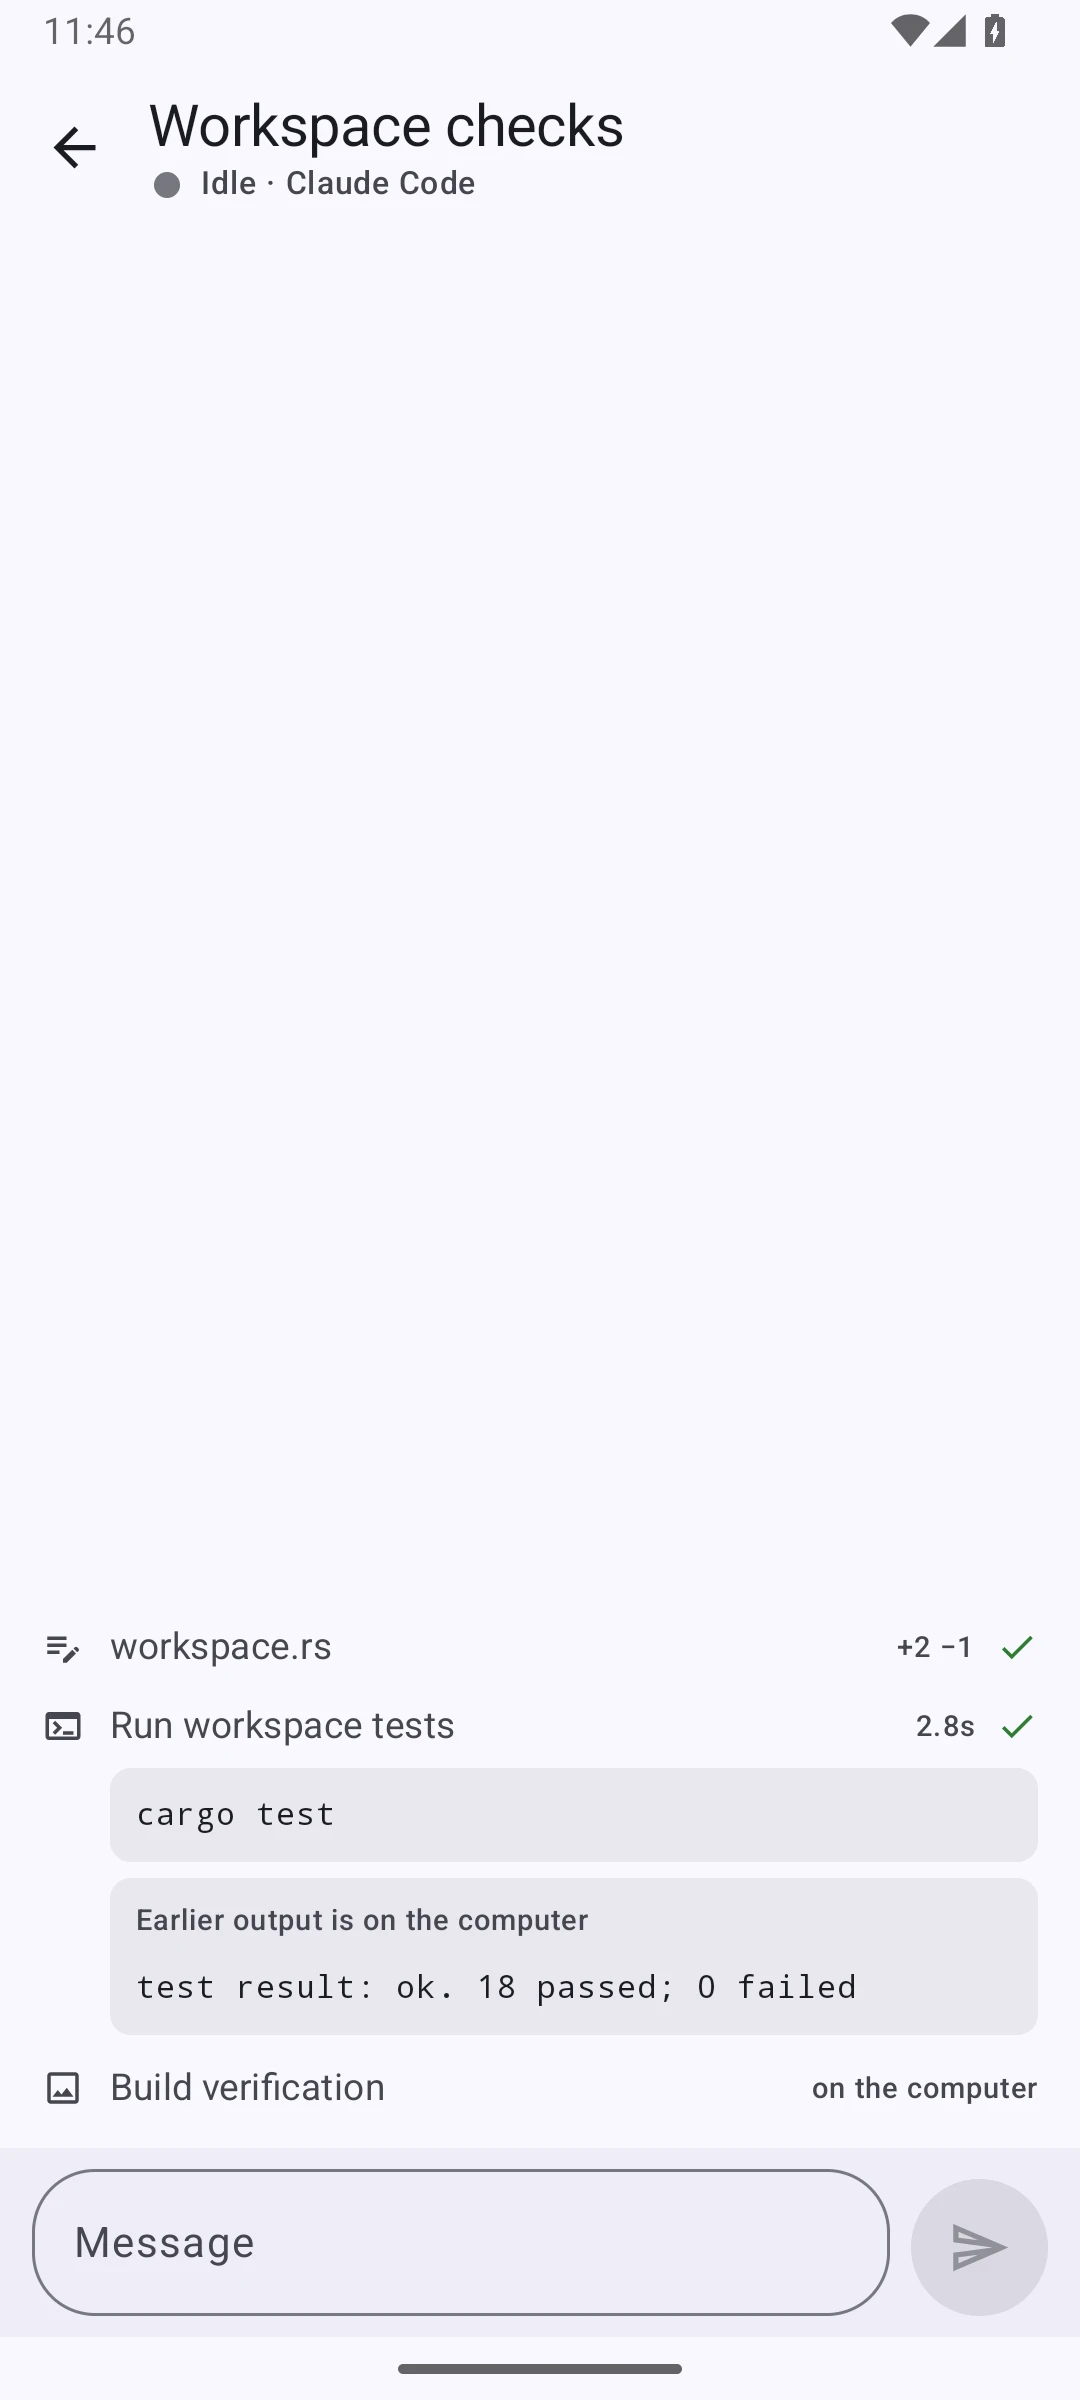 11:46
Workspace checks
Idle · Claude Code
workspace.rs +2 −1
Run workspace tests 2.8s
cargo test
Earlier output is on the computer
test result: ok. 18 passed; 0 failed
Build verification on the computer
Message